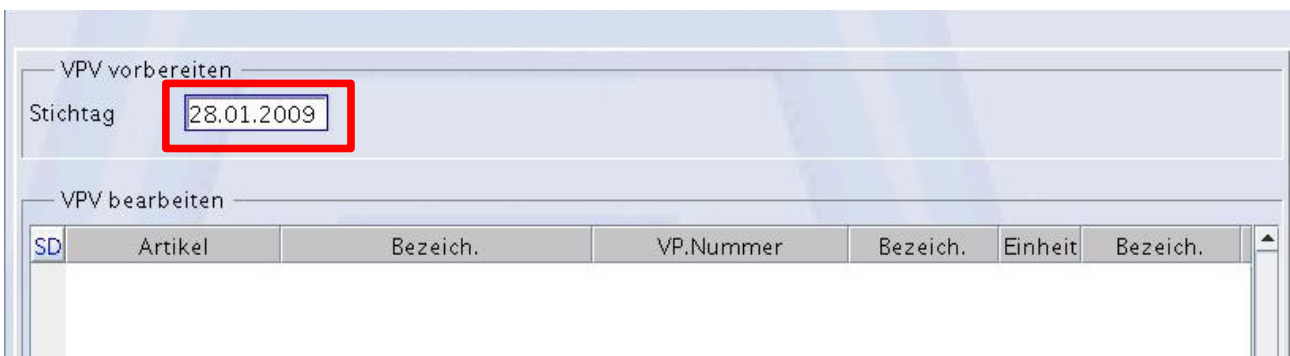 VPV vorbereiten
Stichtag 28.01.2009
VPV bearbeiten
SD Artikel Bezeich. VP.Nummer Bezeich. Einheit Bezeich.